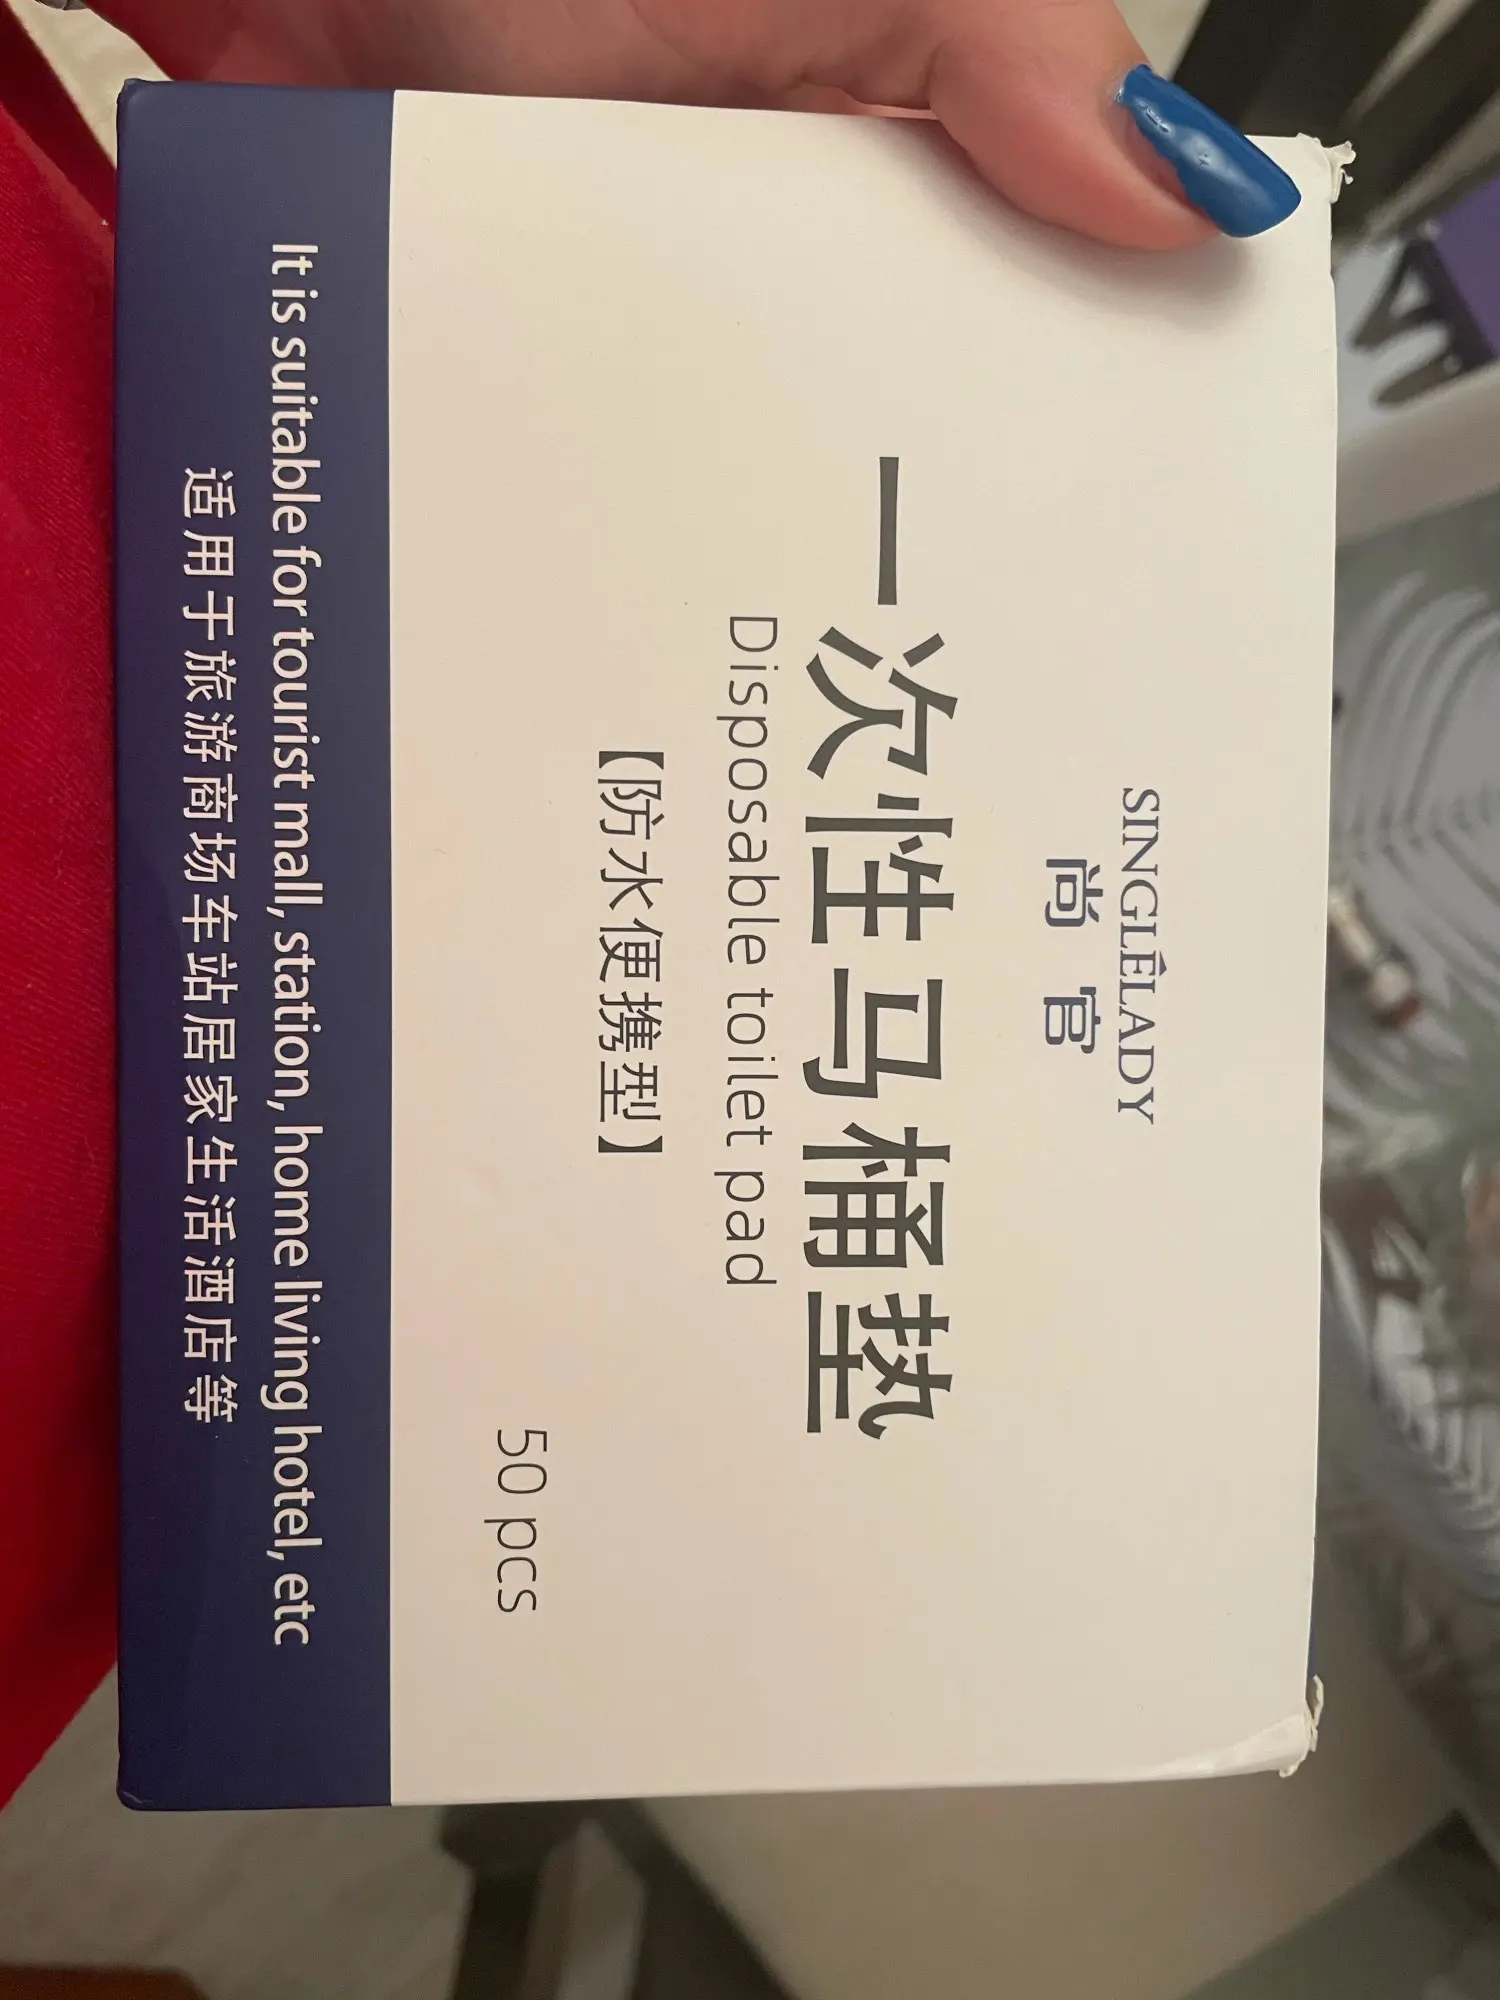 SINGLÊLADY
尚官
一次性马桶垫
Disposable toilet pad
【防水便携型】
50 pcs
It is suitable for tourist mall, station, home living hotel, etc
适用于旅游商场车站居家生活酒店等